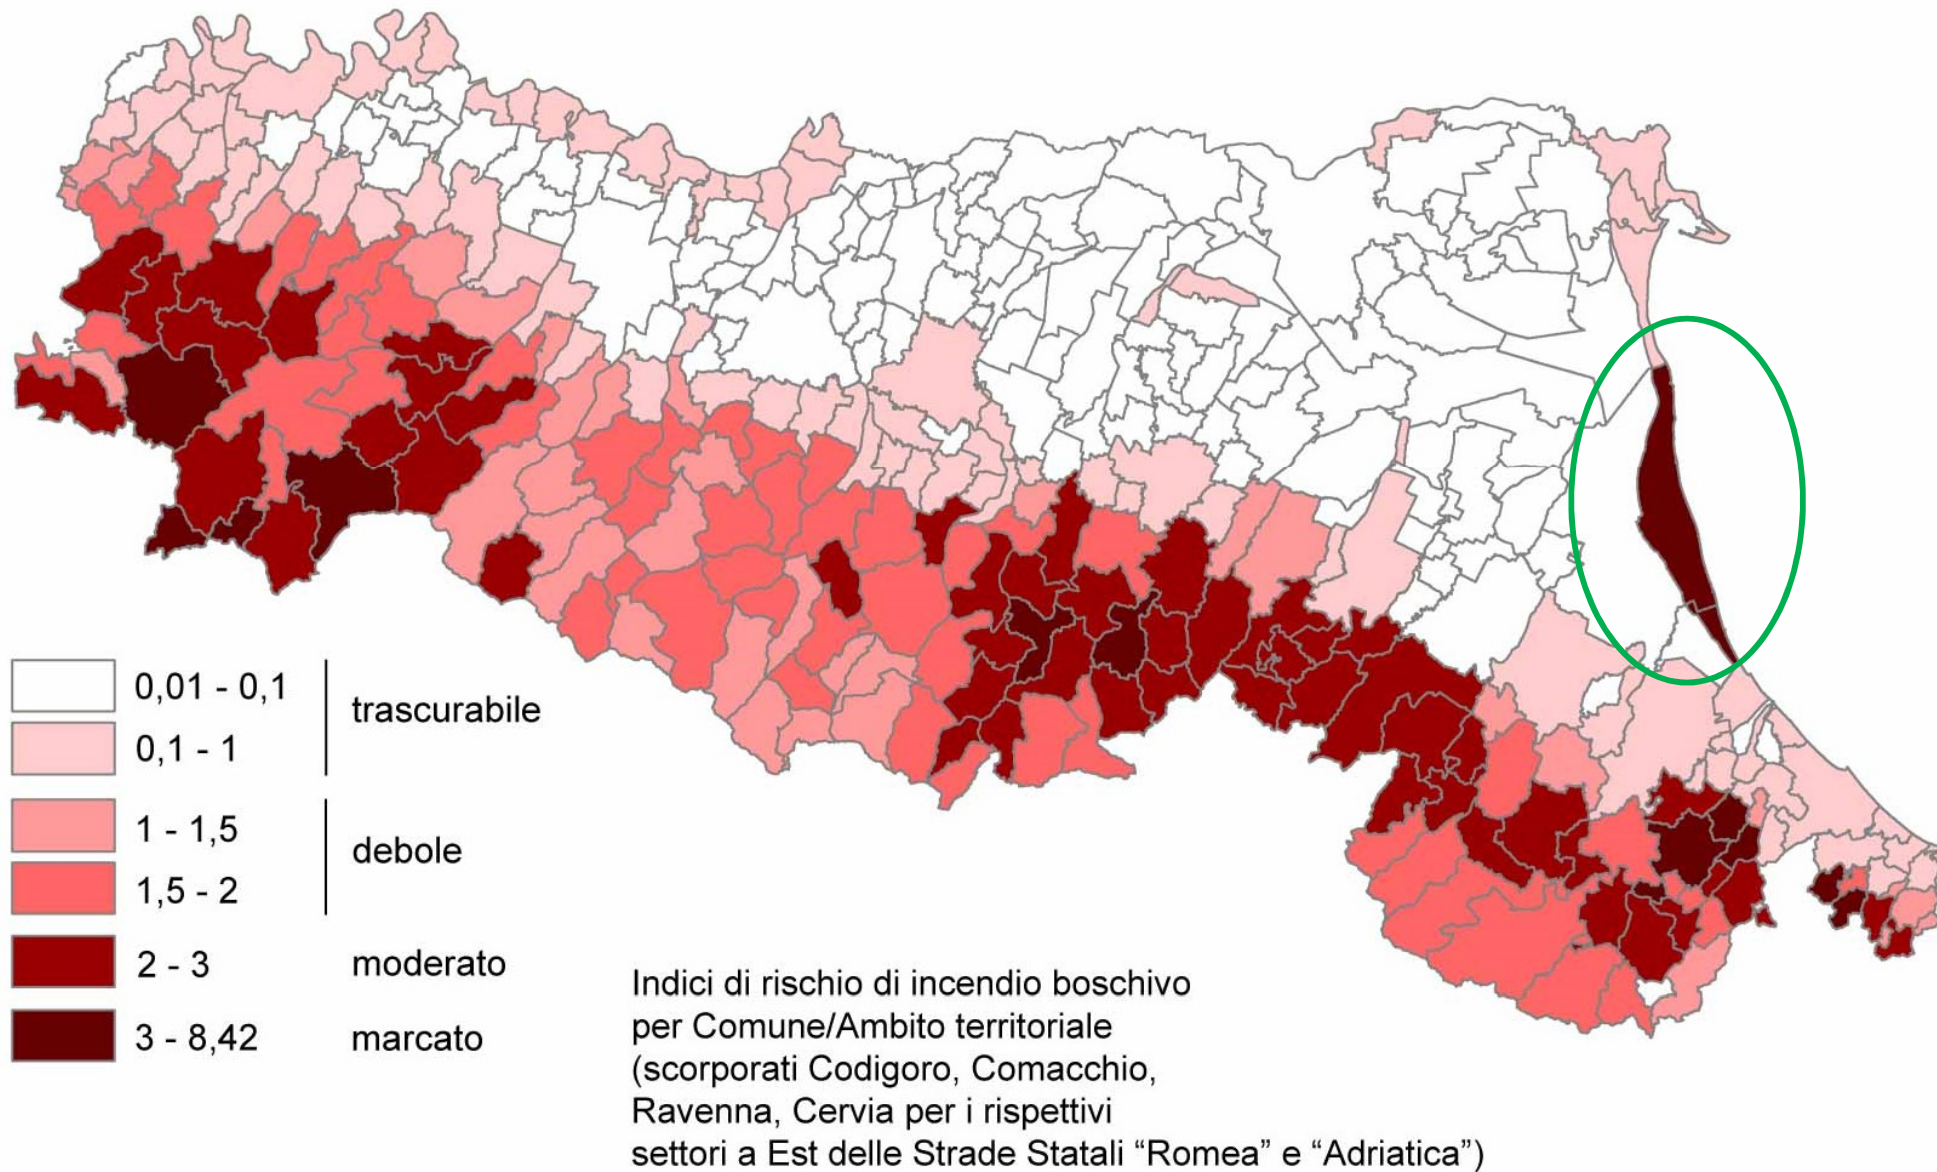 0,01 - 0,1
trascurabile
0,1 - 1
1 - 1,5
debole
1,5 - 2
2 - 3
moderato
3 - 8,42
marcato
Indici di rischio di incendio boschivo
per Comune/Ambito territoriale
(scorporati Codigoro, Comacchio,
Ravenna, Cervia per i rispettivi
settori a Est delle Strade Statali “Romea” e “Adriatica”)